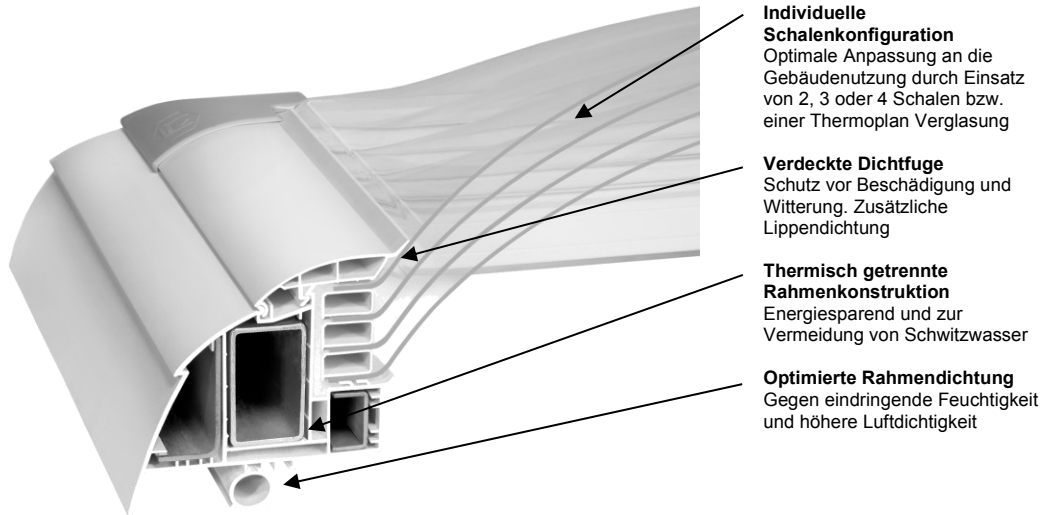 Individuelle
Schalenkonfiguration
Optimale Anpassung an die
Gebäudenutzung durch Einsatz
von 2, 3 oder 4 Schalen bzw.
einer Thermoplan Verglasung
Verdeckte Dichtfuge
Schutz vor Beschädigung und
Witterung. Zusätzliche
Lippendichtung
Thermisch getrennte
Rahmenkonstruktion
Energiesparend und zur
Vermeidung von Schwitzwasser
Optimierte Rahmendichtung
Gegen eindringende Feuchtigkeit
und höhere Luftdichtigkeit